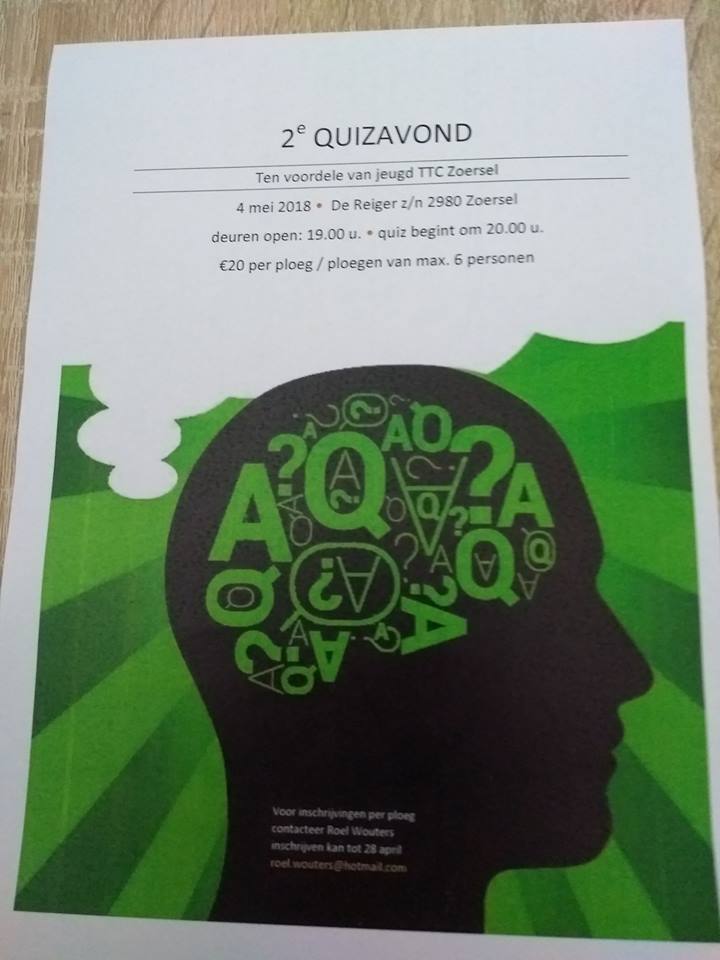 2e QUIZAVOND
Ten voordele van jeugd TTC Zoersel
4 mei 2018 • De Reiger z/n 2980 Zoersel
deuren open: 19.00 u. • quiz begint om 20.00 u.
€20 per ploeg / ploegen van max. 6 personen
Voor inschrijvingen per ploeg
contacteer Roel Wouters
inschrijven kan tot 28 april
roel.wouters@hotmail.com